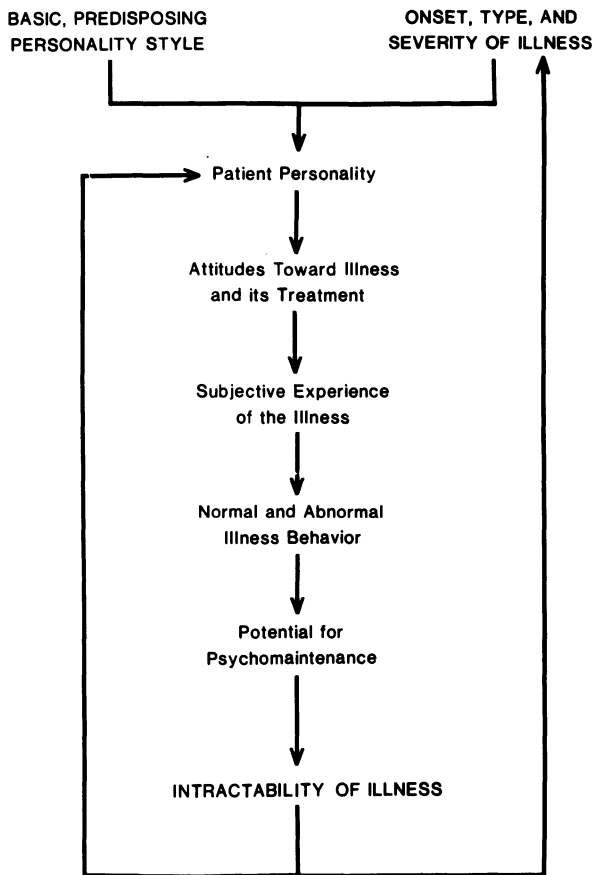 BASIC, PREDISPOSING
PERSONALITY STYLE
ONSET, TYPE, AND
SEVERITY OF ILLNESS
Patient Personality
Attitudes Toward Illness
and its Treatment
Subjective Experience
of the Illness
Normal and Abnormal
Illness Behavior
Potential for
Psychomaintenance
INTRACTABILITY OF ILLNESS